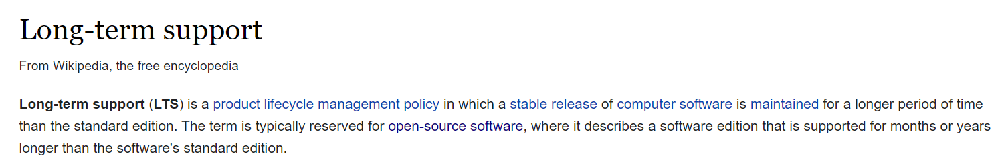 Long-term support
From Wikipedia, the free encyclopedia
Long-term support (LTS) is a product lifecycle management policy in which a stable release of computer software is maintained for a longer period of time
than the standard edition. The term is typically reserved for open-source software, where it describes a software edition that is supported for months or years
longer than the software's standard edition.